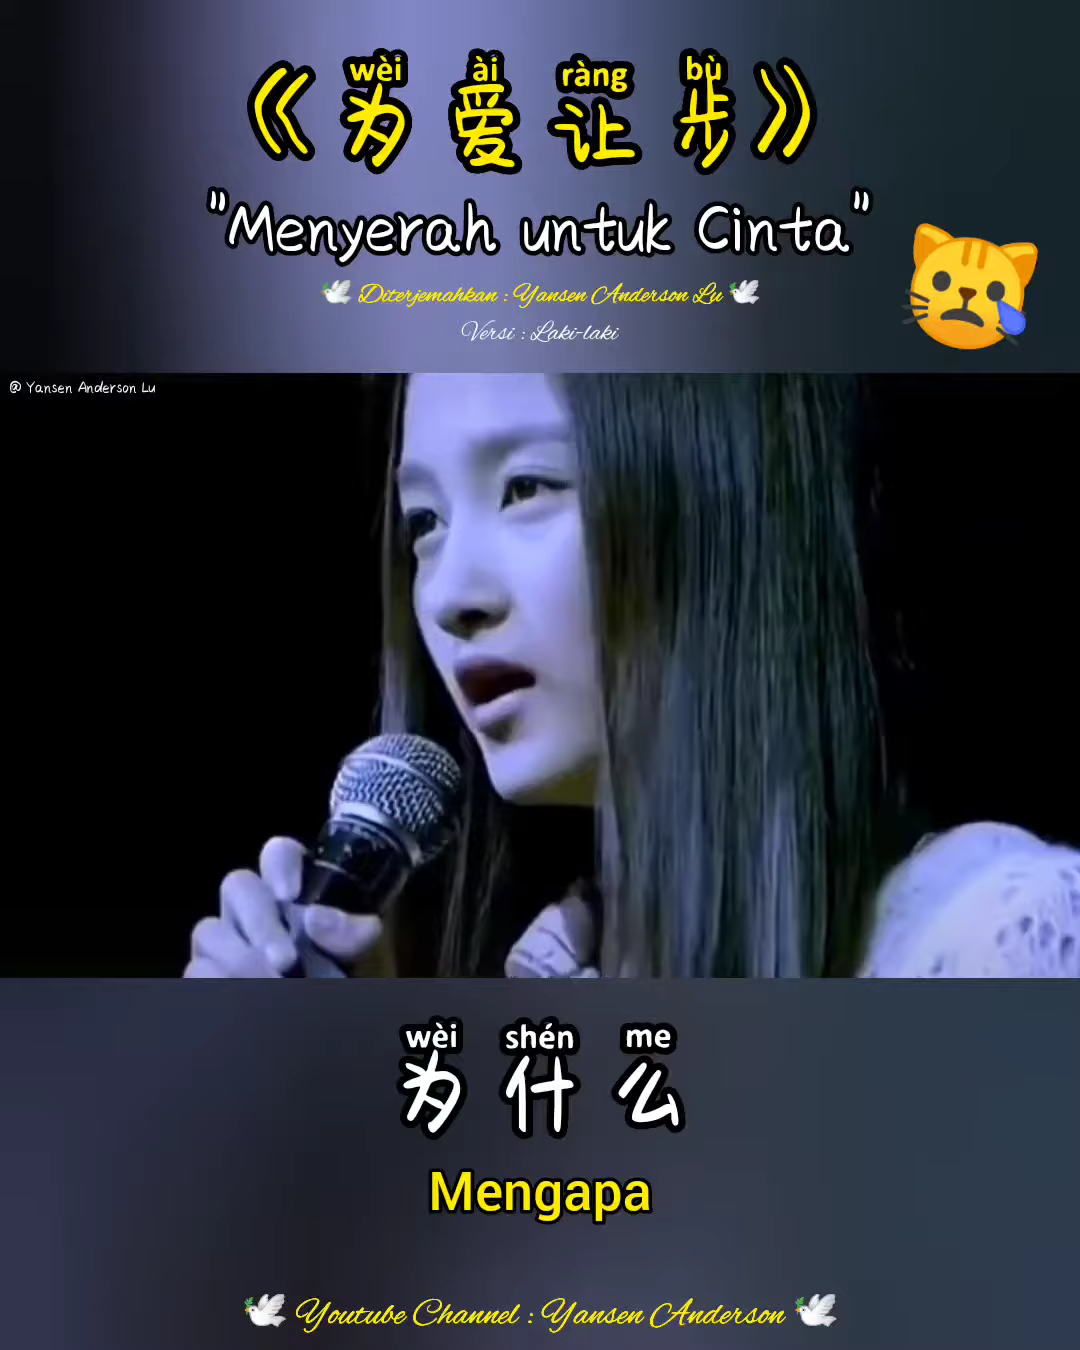 wèi ài ràng bù
《为爱让步》
"Menyerah untuk Cinta"
🕊️ Diterjemahkan : Yansen Anderson Lu 🕊️
Versi : Laki-laki
@ Yansen Anderson Lu
wèi shén me
为什么
Mengapa
🕊️ Youtube Channel : Yansen Anderson 🕊️